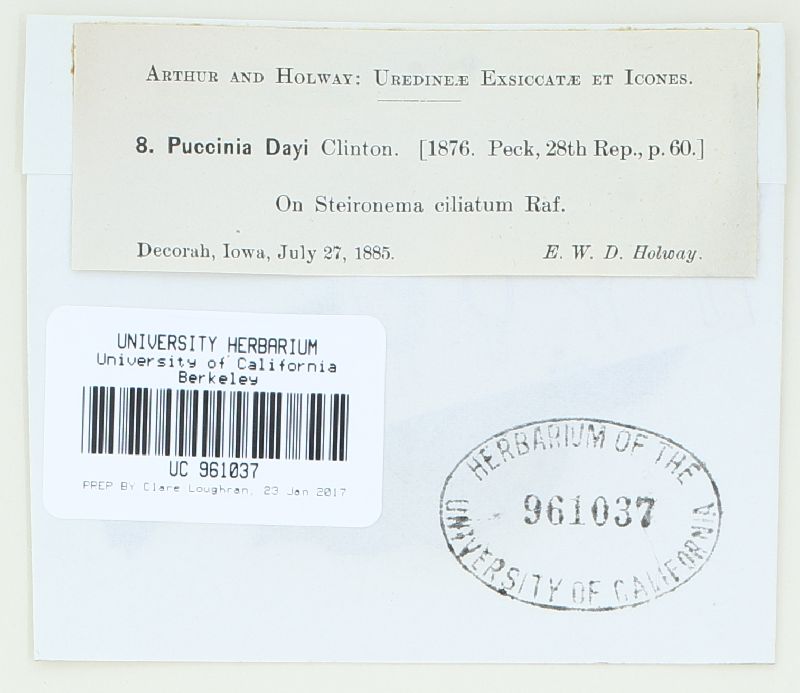 ARTHUR AND HOLWAY: UREDINEÆ EXSICCATÆ ET ICONES.
8. Puccinia Dayi Clinton. [1876. Peck, 28th Rep., p. 60.]
On Steironema ciliatum Raf.
Decorah, Iowa, July 27, 1885. E. W. D. Holway.
UNIVERSITY HERBARIUM
University of California
Berkeley
UC 961037
PREP BY Clare Loughran, 23 Jan 2017
HERBARIUM OF THE
961037
UNIVERSITY OF CALIFORNIA